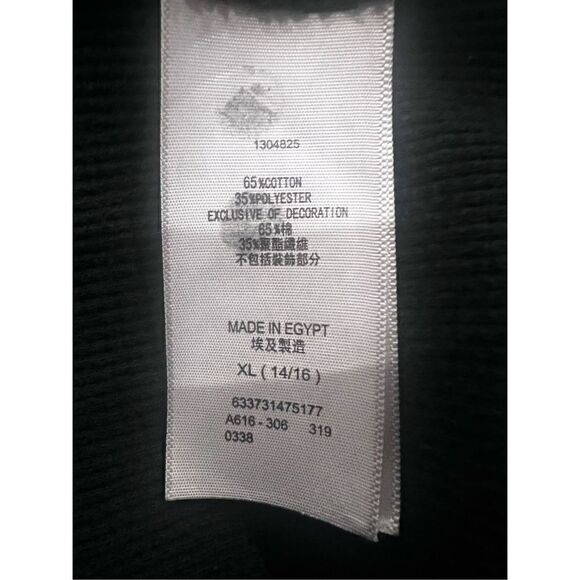 1304825
65%COTTON
35%POLYESTER
EXCLUSIVE OF DECORATION
65%棉
35%聚酯纖維
不包括裝飾部分
MADE IN EGYPT
埃及製造
XL ( 14/16 )
633731475177
A616 - 306 319
0338